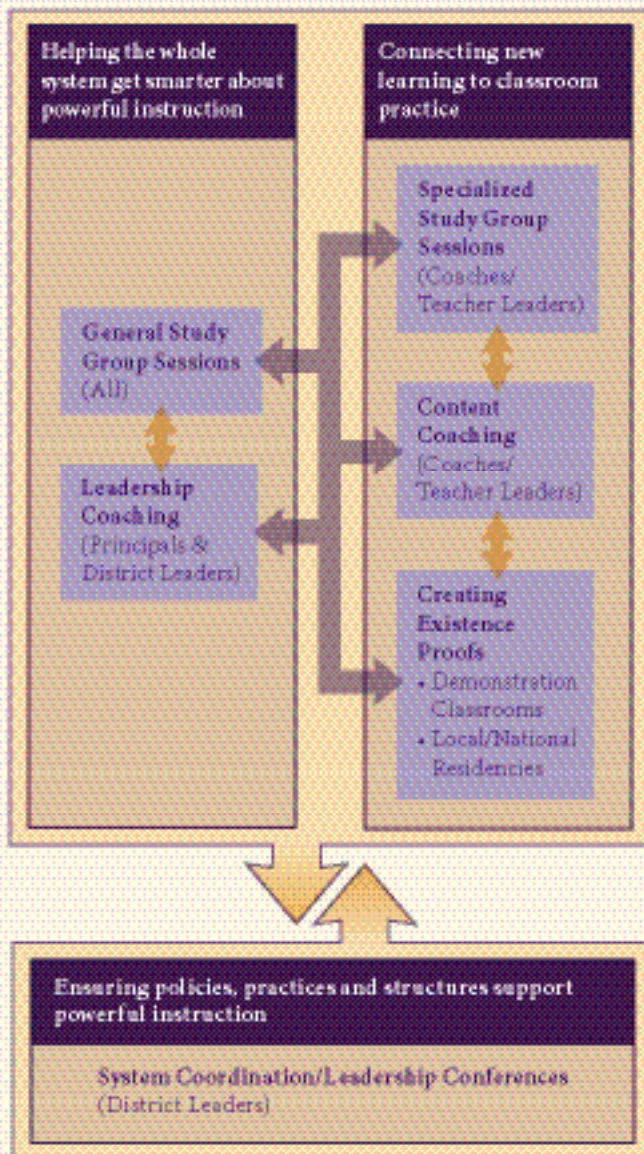 Helping the whole
system get smarter about
powerful instruction
General Study
Group Sessions
(All)
Leadership
Coaching
(Principals &
District Leaders)
Connecting new
learning to classroom
practice
Specialized
Study Group
Sessions
(Coaches/
Teacher Leaders)
Content
Coaching
(Coaches/
Teacher Leaders)
Creating
Existence
Proofs
• Demonstration
Classrooms
• Local/National
Residencies
Ensuring policies, practices and structures support
powerful instruction
System Coordination/Leadership Conferences
(District Leaders)